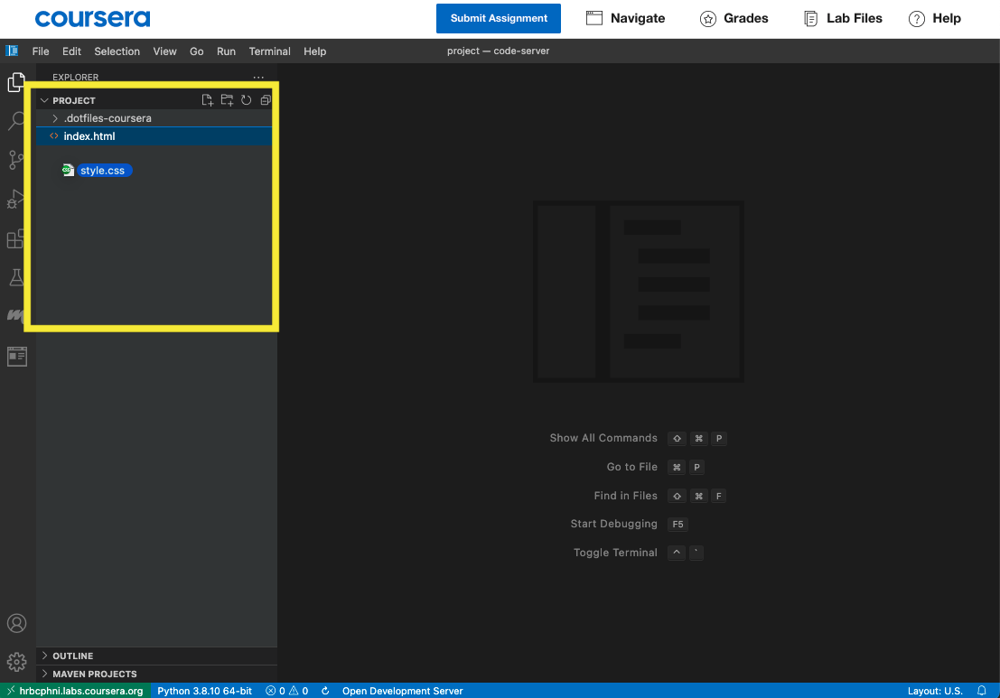 coursera
Submit Assignment
Navigate
Grades
Lab Files
? Help
File Edit Selection View Go Run Terminal Help
project — code-server
EXPLORER
PROJECT
.dotfiles-coursera
<> index.html
style.css
Show All Commands ⇧ ⌘ P
Go to File ⌘ P
Find in Files ⇧ ⌘ F
Start Debugging F5
Toggle Terminal ^ `
OUTLINE
MAVEN PROJECTS
hrbcphni.labs.coursera.org Python 3.8.10 64-bit 0 0 Open Development Server Layout: U.S.